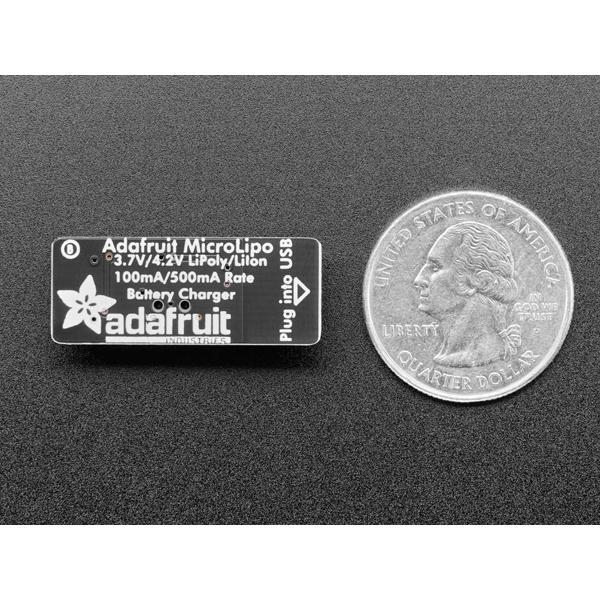 Adafruit MicroLipo
3.7V/4.2V LiPoly/LiIon
100mA/500mA Rate
Battery Charger
adafruit
INDUSTRIES
Plug into USB
UNITED STATES OF AMERICA
LIBERTY
IN
GOD WE
TRUST
QUARTER DOLLAR